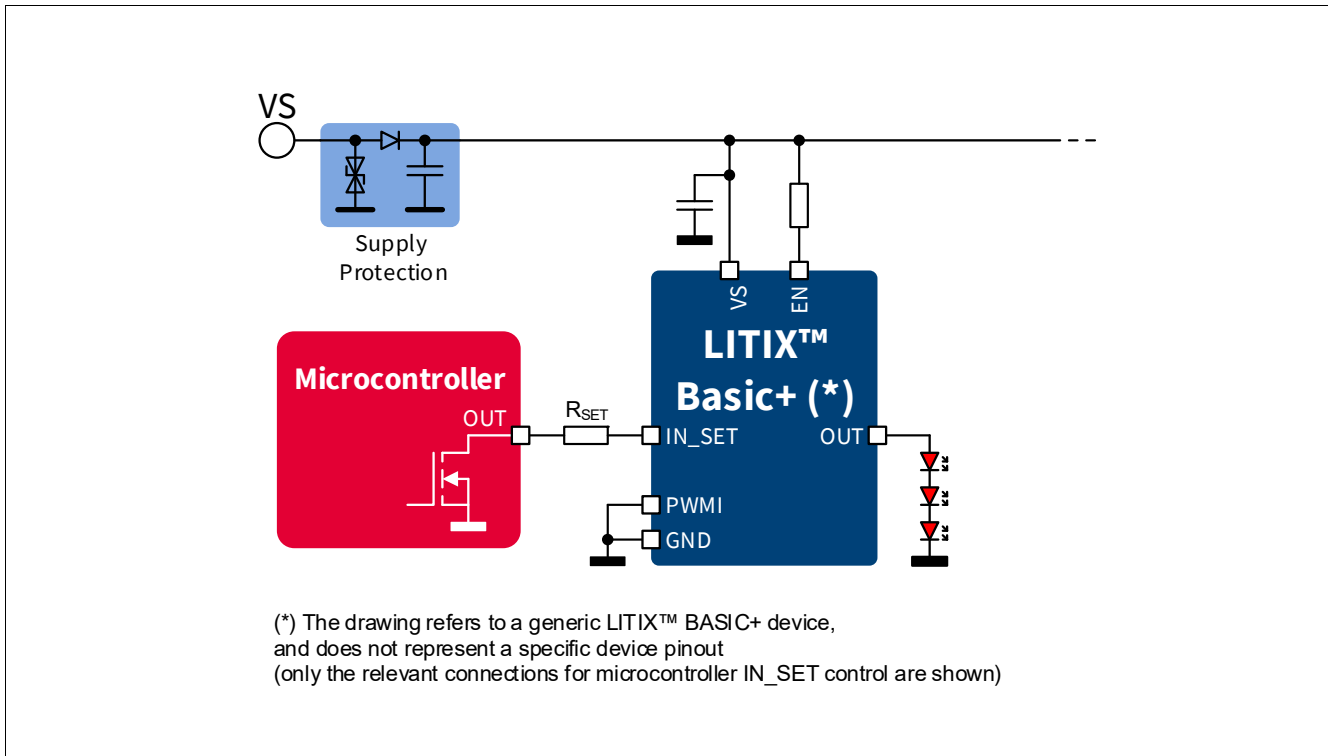 VS
Supply
Protection
VS
EN
LITIX™
Basic+ (*)
Microcontroller
OUT
RSET
IN_SET
OUT
PWMI
GND
(*) The drawing refers to a generic LITIX™ BASIC+ device,
and does not represent a specific device pinout
(only the relevant connections for microcontroller IN_SET control are shown)